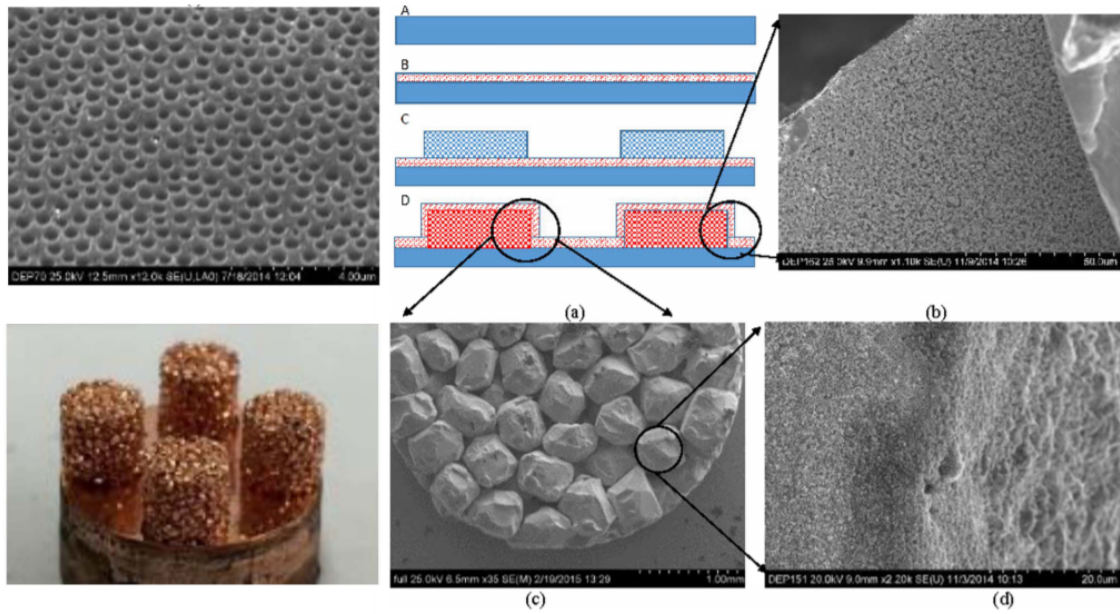 A
B
C
D
DEP70 25.0kV 12.5mm x12.0k SE(U,LA0) 7/16/2014 12:04 4.00um
DEP162 25.0kV 9.9mm x1.10k SE(U) 11/9/2014 10:26 50.0um
(a)
(b)
full 25.0kV 6.5mm x35 SE(M) 2/19/2015 13:29 1.00mm
DEP151 20.0kV 9.0mm x2.20k SE(U) 11/3/2014 10:13 20.0um
(c)
(d)